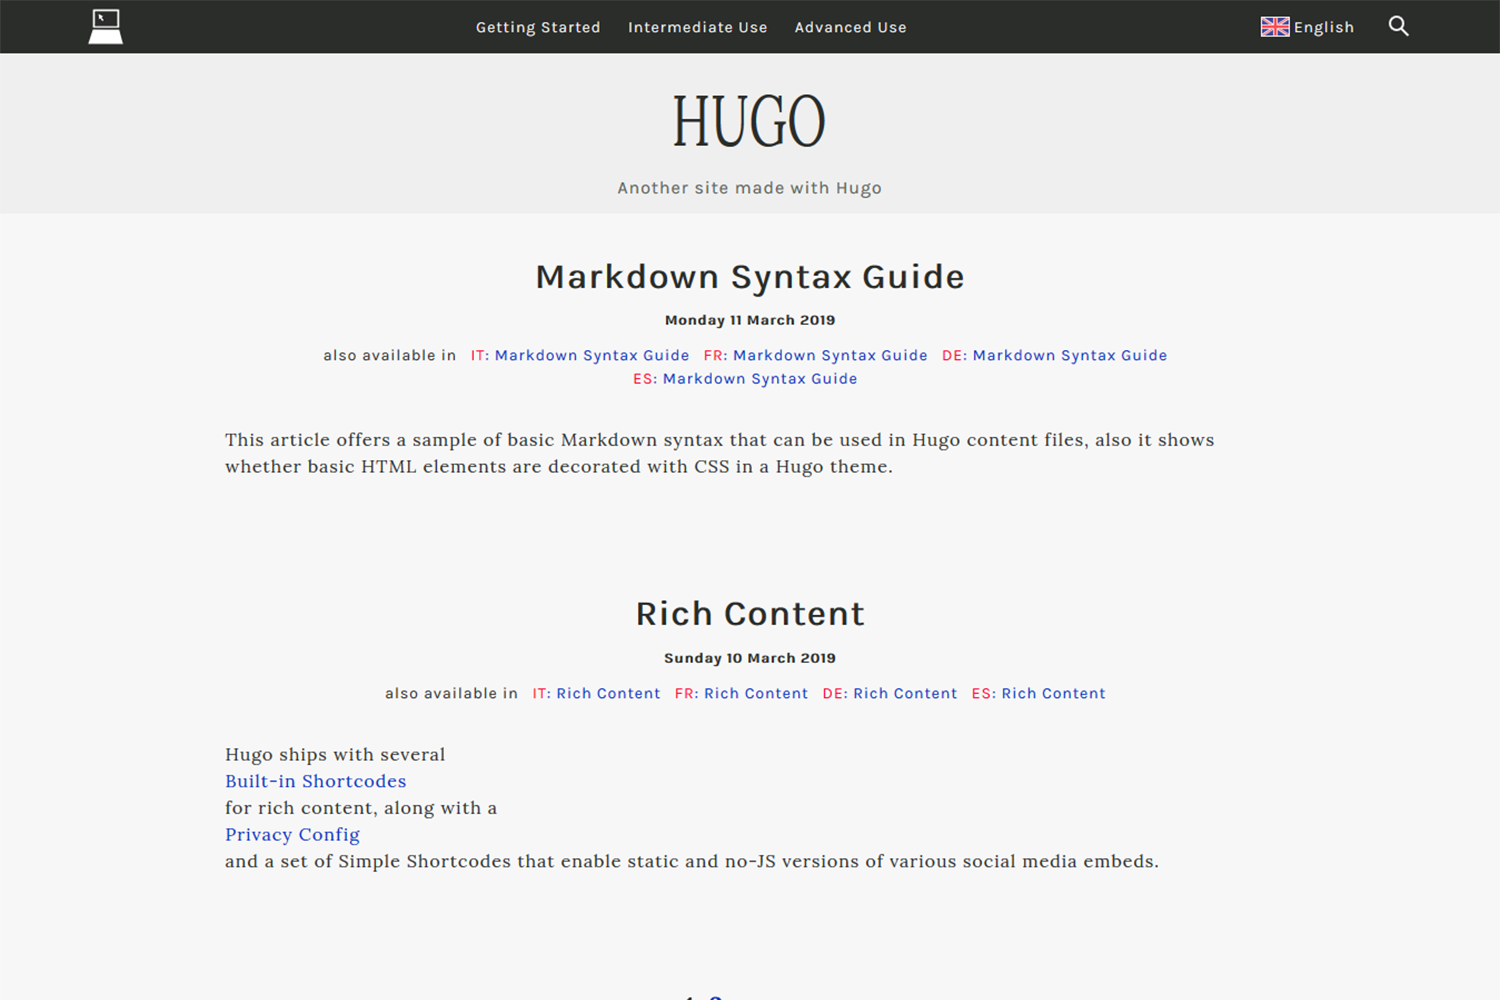 Getting Started Intermediate Use Advanced Use English
HUGO
Another site made with Hugo
Markdown Syntax Guide
Monday 11 March 2019
also available in IT: Markdown Syntax Guide FR: Markdown Syntax Guide DE: Markdown Syntax Guide
ES: Markdown Syntax Guide
This article offers a sample of basic Markdown syntax that can be used in Hugo content files, also it shows
whether basic HTML elements are decorated with CSS in a Hugo theme.
Rich Content
Sunday 10 March 2019
also available in IT: Rich Content FR: Rich Content DE: Rich Content ES: Rich Content
Hugo ships with several
Built-in Shortcodes
for rich content, along with a
Privacy Config
and a set of Simple Shortcodes that enable static and no-JS versions of various social media embeds.